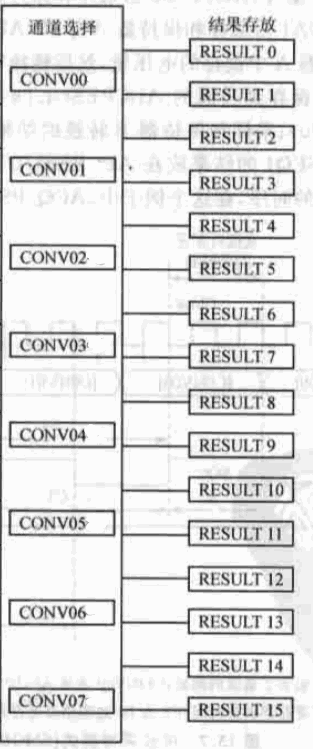 通道选择 结果存放
RESULT 0
CONV00
RESULT 1
RESULT 2
CONV01
RESULT 3
RESULT 4
CONV02
RESULT 5
RESULT 6
CONV03
RESULT 7
RESULT 8
CONV04
RESULT 9
RESULT 10
CONV05
RESULT 11
RESULT 12
CONV06
RESULT 13
RESULT 14
CONV07
RESULT 15